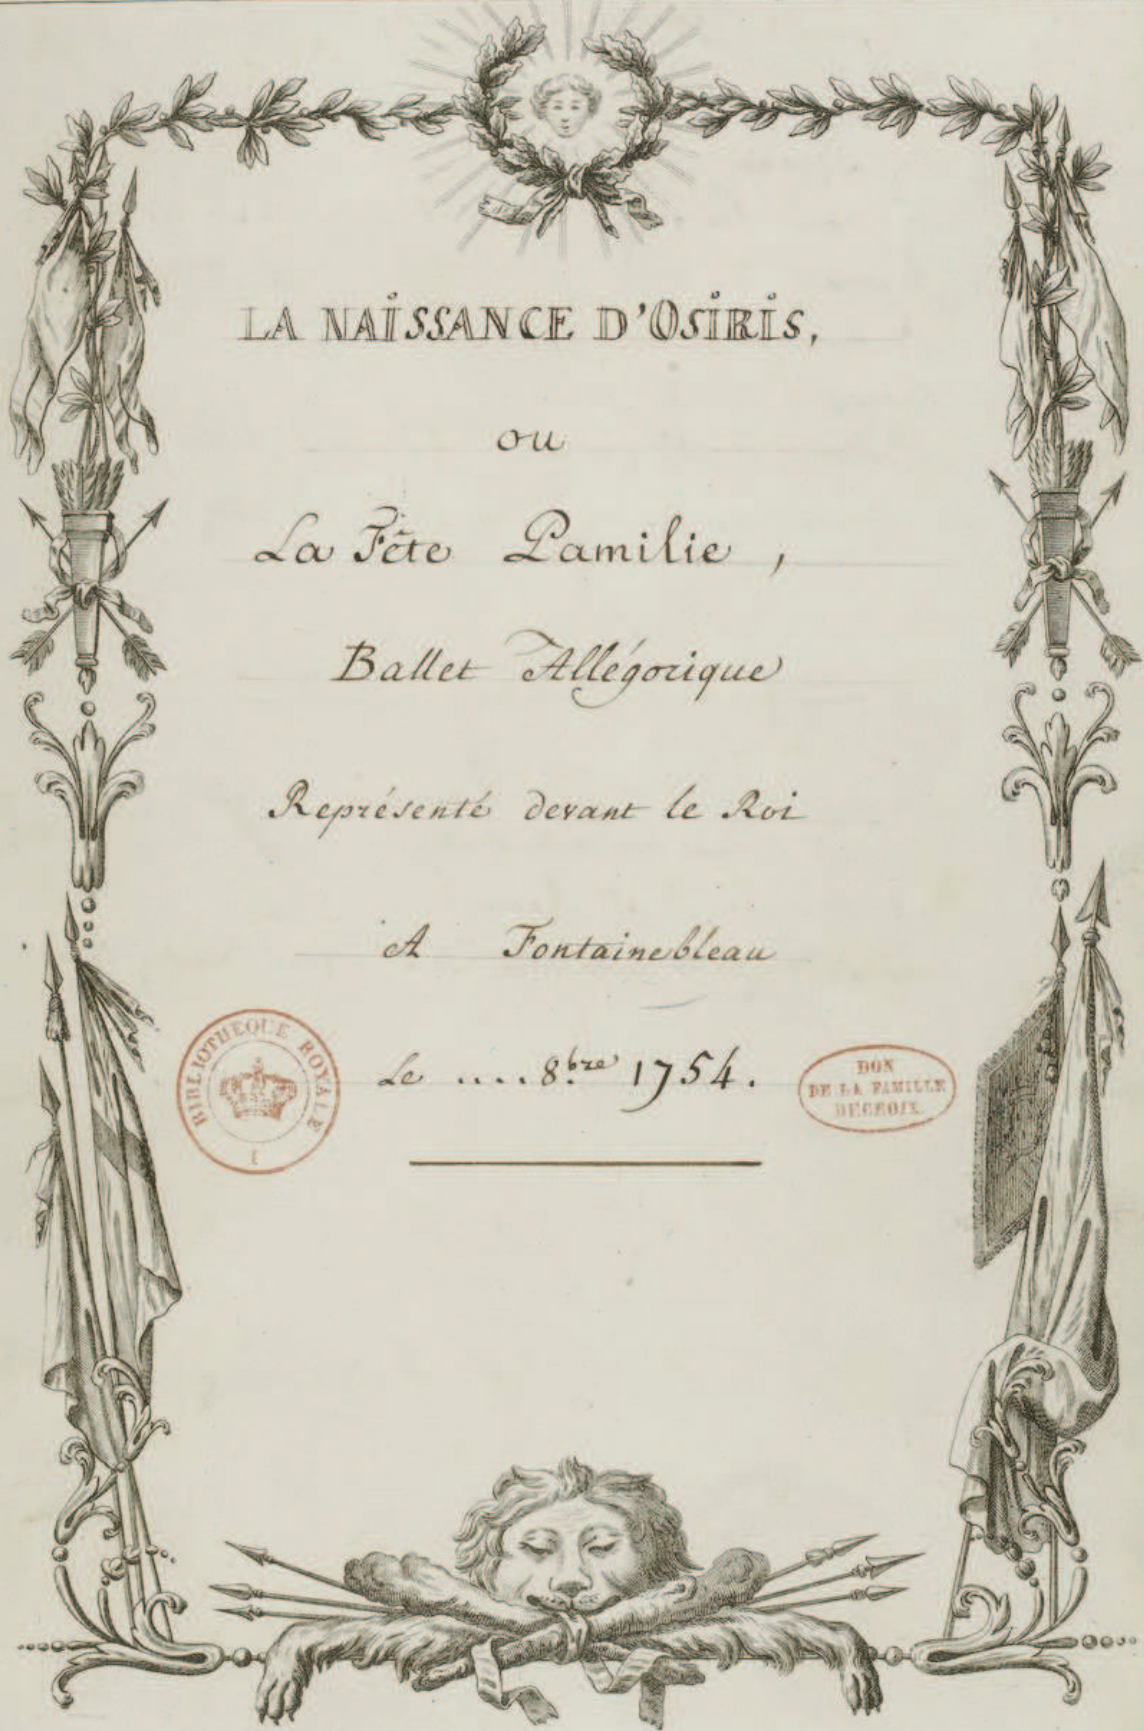 LA NAISSANCE D'OSIRIS,
ou
La Fête Pamilie,
Ballet Allégorique
Représenté devant le Roi
A Fontainebleau
Le .... 8.bre 1754.
BIBLIOTHEQUE ROYALE
I
DON
DE LA FAMILLE
DECROIX